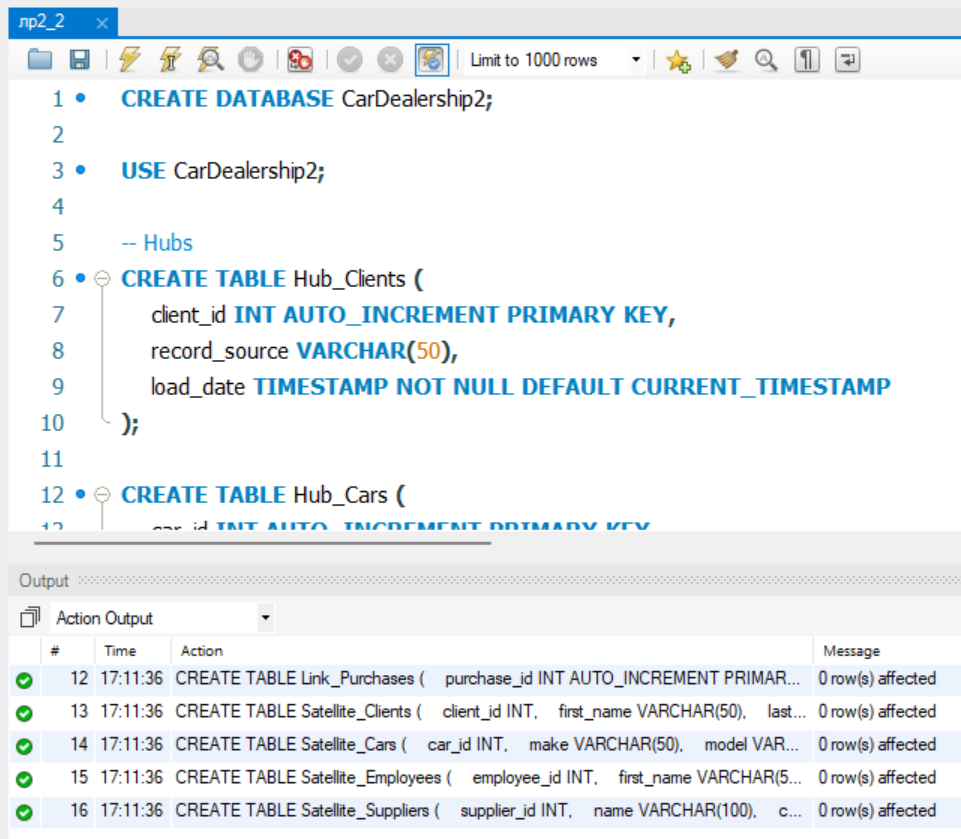 лр2_2
Limit to 1000 rows
1 CREATE DATABASE CarDealership2;
2
3 USE CarDealership2;
4
5 -- Hubs
6 CREATE TABLE Hub_Clients (
7 client_id INT AUTO_INCREMENT PRIMARY KEY,
8 record_source VARCHAR(50),
9 load_date TIMESTAMP NOT NULL DEFAULT CURRENT_TIMESTAMP
10 );
11
12 CREATE TABLE Hub_Cars (
13 car_id INT AUTO_INCREMENT PRIMARY KEY,
Output
Action Output
# Time Action Message
12 17:11:36 CREATE TABLE Link_Purchases ( purchase_id INT AUTO_INCREMENT PRIMAR... 0 row(s) affected
13 17:11:36 CREATE TABLE Satellite_Clients ( client_id INT, first_name VARCHAR(50), last... 0 row(s) affected
14 17:11:36 CREATE TABLE Satellite_Cars ( car_id INT, make VARCHAR(50), model VAR... 0 row(s) affected
15 17:11:36 CREATE TABLE Satellite_Employees ( employee_id INT, first_name VARCHAR(5... 0 row(s) affected
16 17:11:36 CREATE TABLE Satellite_Suppliers ( supplier_id INT, name VARCHAR(100), c... 0 row(s) affected